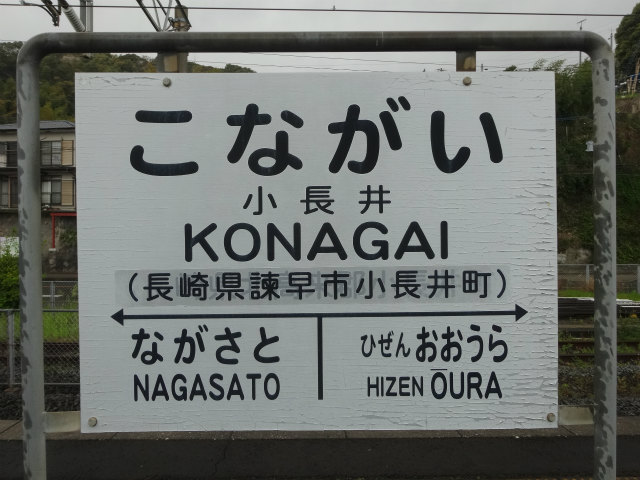 こながい
小長井
KONAGAI
(長崎県諫早市小長井町)
ながさと
NAGASATO
ひぜんおおうら
HIZEN ŌURA